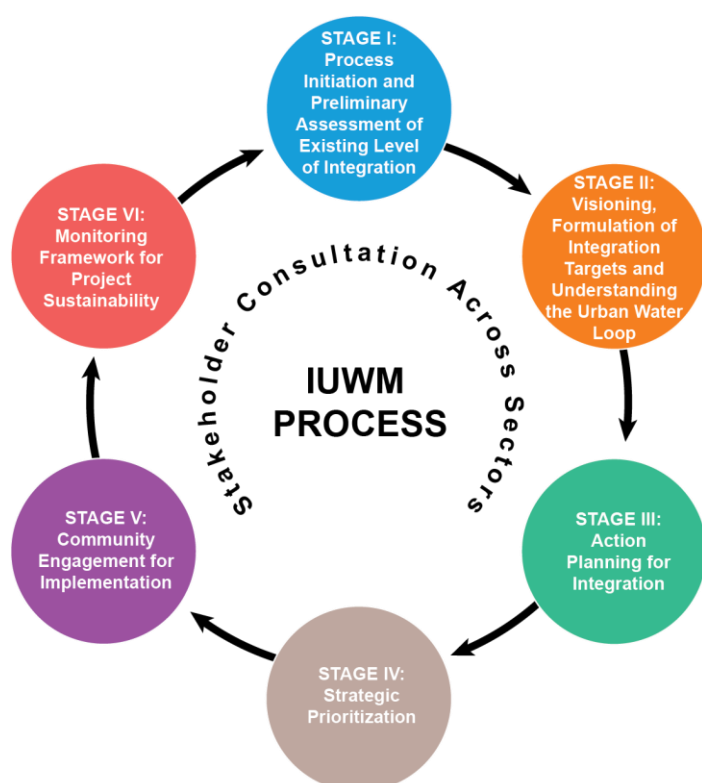 STAGE I:
Process
Initiation and
Preliminary
Assessment of
Existing Level
of Integration
STAGE II:
Visioning,
Formulation of
Integration
Targets and
Understanding
the Urban Water
Loop
STAGE III:
Action
Planning for
Integration
STAGE IV:
Strategic
Prioritization
STAGE V:
Community
Engagement for
Implementation
STAGE VI:
Monitoring
Framework for
Project
Sustainability
Stakeholder Consultation Across Sectors
IUWM
PROCESS